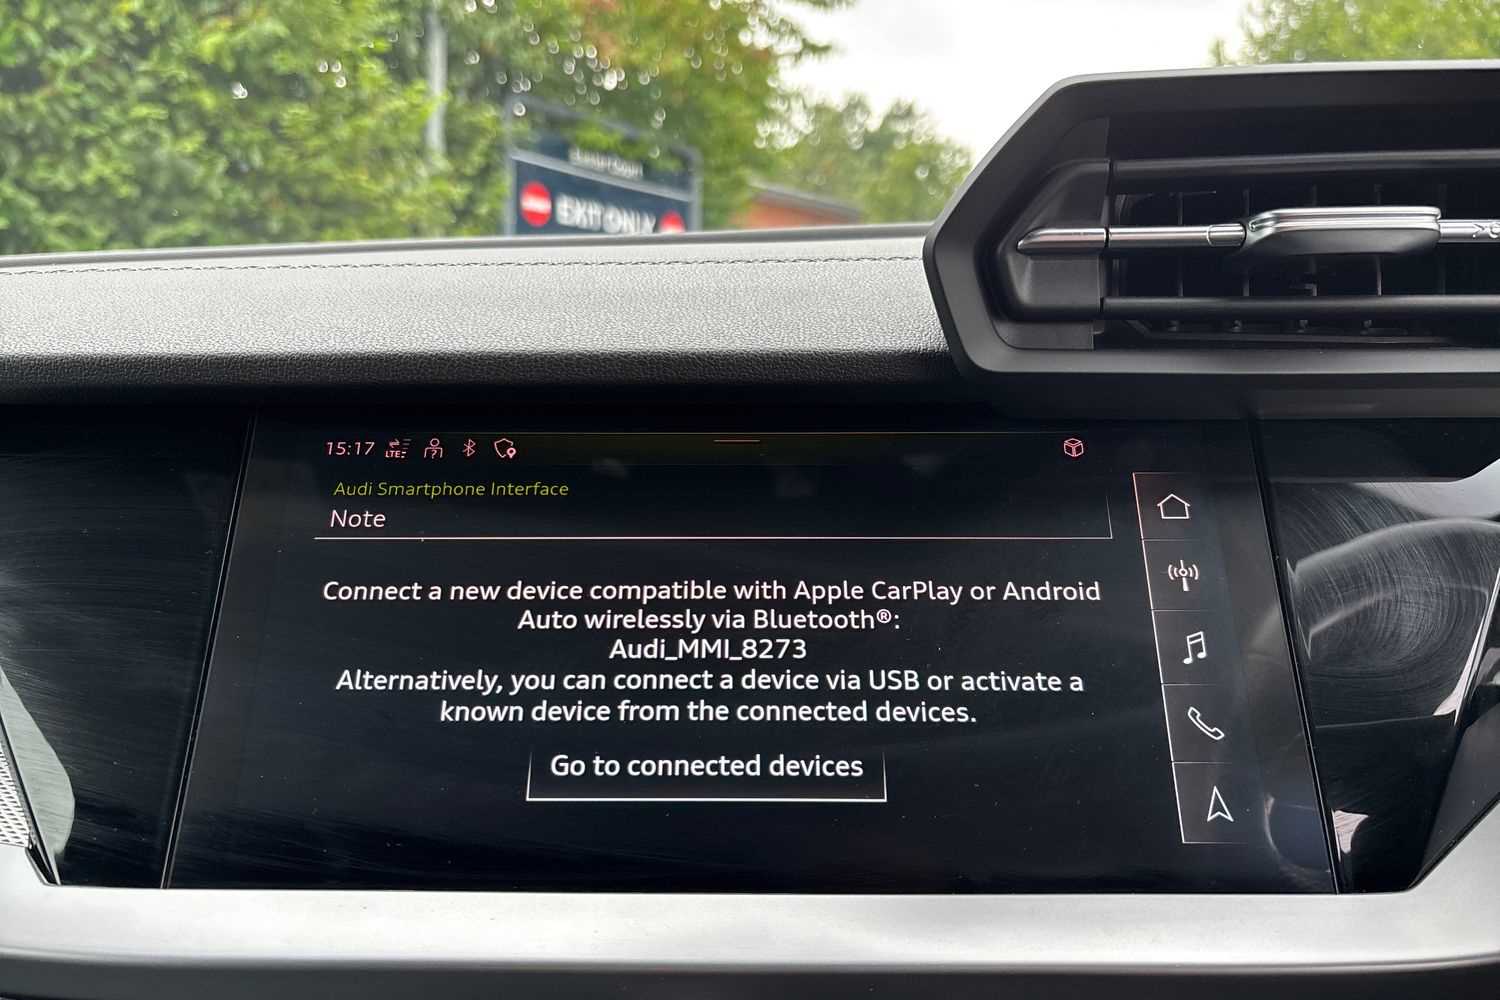 EXIT ONLY
15:17
LTE
Audi Smartphone Interface
Note
Connect a new device compatible with Apple CarPlay or Android
Auto wirelessly via Bluetooth®:
Audi_MMI_8273
Alternatively, you can connect a device via USB or activate a
known device from the connected devices.
Go to connected devices